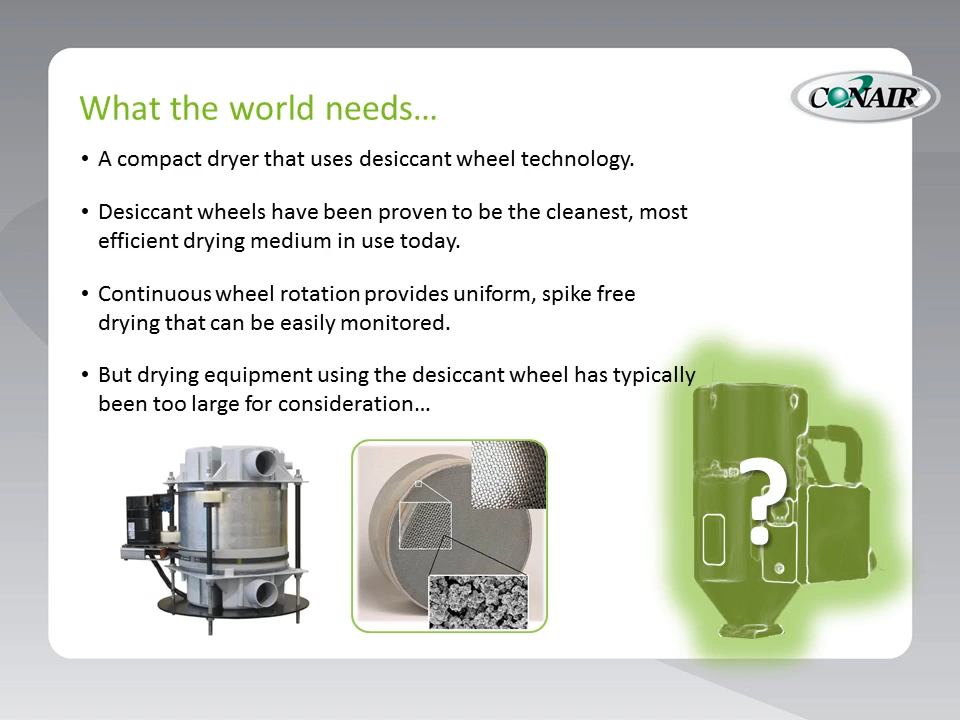 What the world needs…
CONAIR
• A compact dryer that uses desiccant wheel technology.
• Desiccant wheels have been proven to be the cleanest, most
efficient drying medium in use today.
• Continuous wheel rotation provides uniform, spike free
drying that can be easily monitored.
• But drying equipment using the desiccant wheel has typically
been too large for consideration…
?